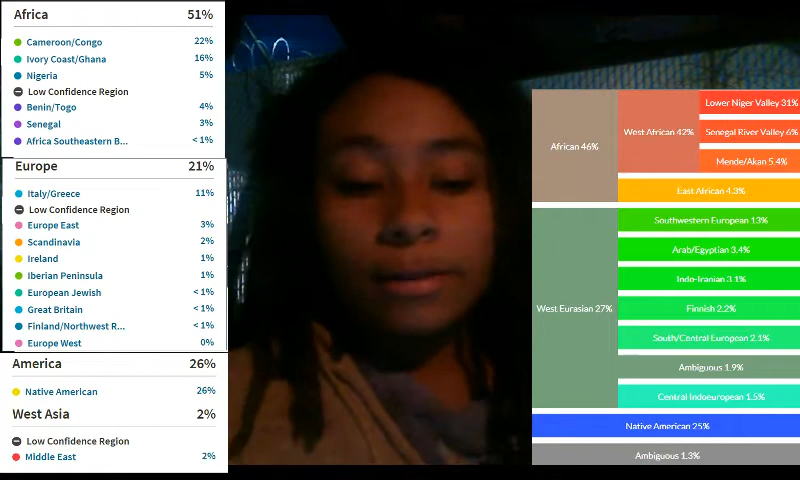 Africa 51%
Cameroon/Congo 22%
Ivory Coast/Ghana 16%
Nigeria 5%
Low Confidence Region
Benin/Togo 4%
Senegal 3%
Africa Southeastern B... < 1%
Europe 21%
Italy/Greece 11%
Low Confidence Region
Europe East 3%
Scandinavia 2%
Ireland 1%
Iberian Peninsula 1%
European Jewish < 1%
Great Britain < 1%
Finland/Northwest R... < 1%
Europe West 0%
America 26%
Native American 26%
West Asia 2%
Low Confidence Region
Middle East 2%
African 46%
West African 42%
Lower Niger Valley 31%
Senegal River Valley 6%
Mende/Akan 5.4%
East African 4.3%
West Eurasian 27%
Southwestern European 13%
Arab/Egyptian 3.4%
Indo-Iranian 3.1%
Finnish 2.2%
South/Central European 2.1%
Ambiguous 1.9%
Central Indoeuropean 1.5%
Native American 25%
Ambiguous 1.3%